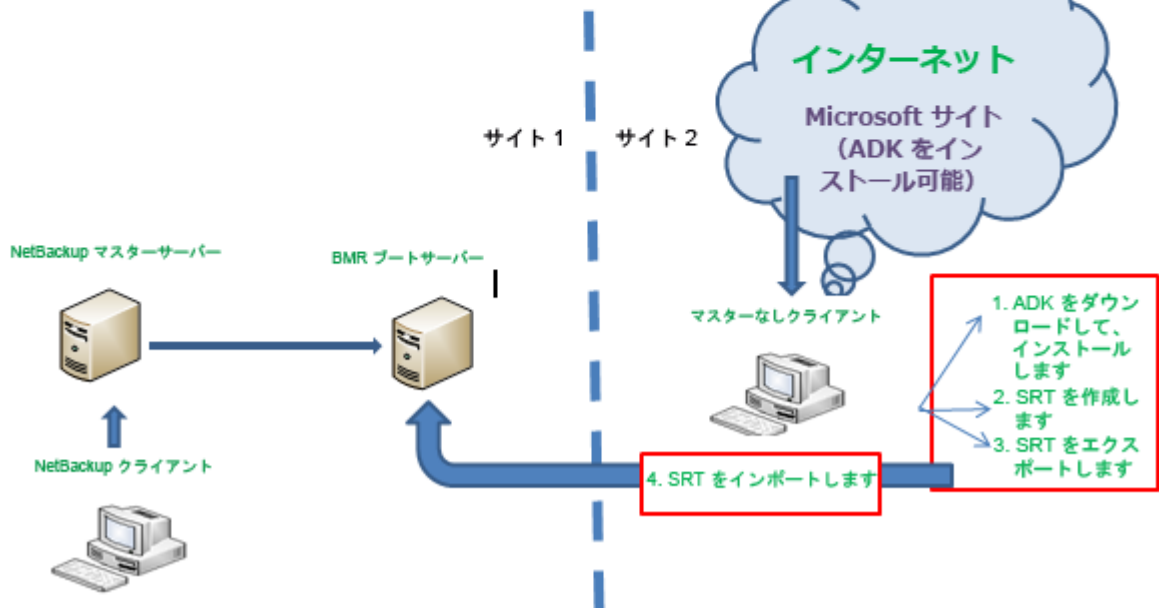 インターネット
Microsoft サイト
（ADK をイン
ストール可能）
サイト 1
サイト 2
NetBackup マスターサーバー
BMR ブートサーバー
マスターなしクライアント
1. ADK をダウン
ロードして、
インストール
します
2. SRT を作成し
ます
3. SRT をエクス
ポートします
NetBackup クライアント
4. SRT をインポートします